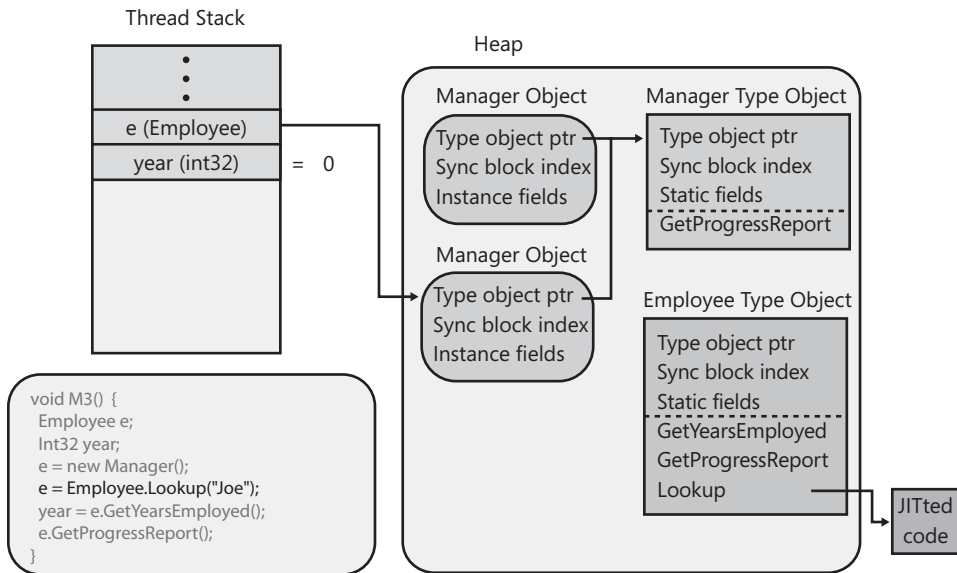 Thread Stack
e (Employee)
year (int32)
= 0
Heap
Manager Object
Type object ptr
Sync block index
Instance fields
Manager Object
Type object ptr
Sync block index
Instance fields
Manager Type Object
Type object ptr
Sync block index
Static fields
GetProgressReport
Employee Type Object
Type object ptr
Sync block index
Static fields
GetYearsEmployed
GetProgressReport
Lookup
JITted
code
void M3() {
Employee e;
Int32 year;
e = new Manager();
e = Employee.Lookup("Joe");
year = e.GetYearsEmployed();
e.GetProgressReport();
}